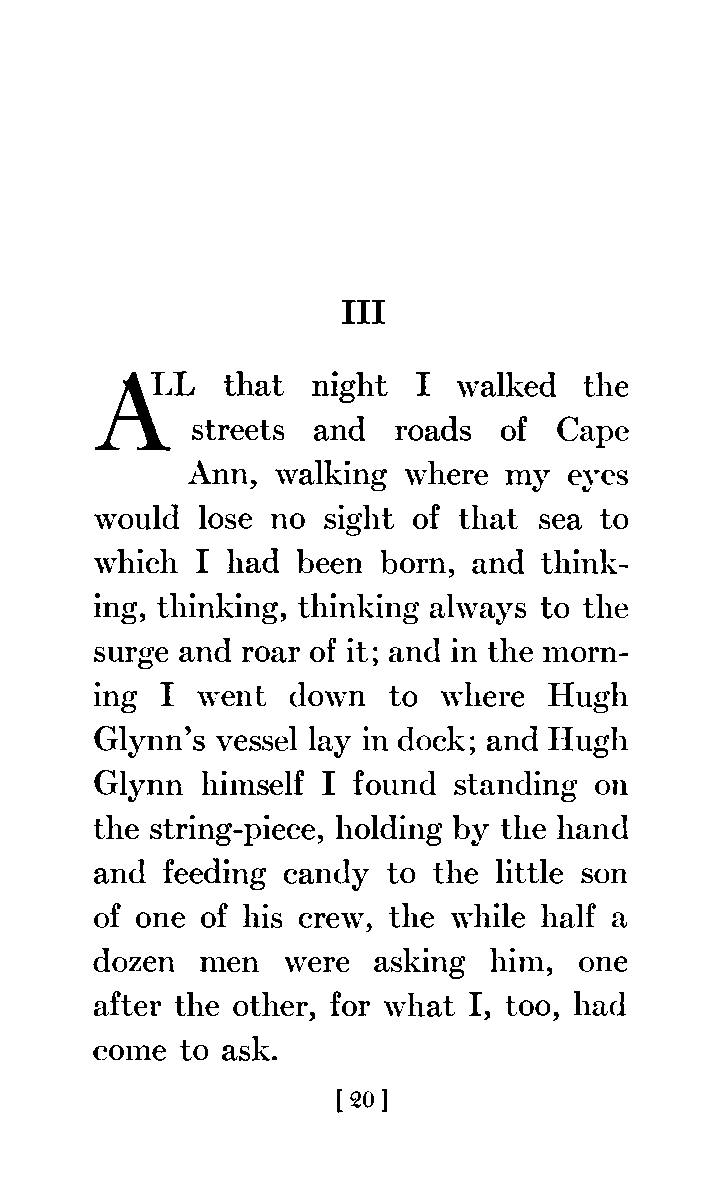 III
ALL that night I walked the
streets and roads of Cape
Ann, walking where my eyes
would lose no sight of that sea to
which I had been born, and think-
ing, thinking, thinking always to the
surge and roar of it; and in the morn-
ing I went down to where Hugh
Glynn's vessel lay in dock; and Hugh
Glynn himself I found standing on
the string-piece, holding by the hand
and feeding candy to the little son
of one of his crew, the while half a
dozen men were asking him, one
after the other, for what I, too, had
come to ask.
[ 20 ]